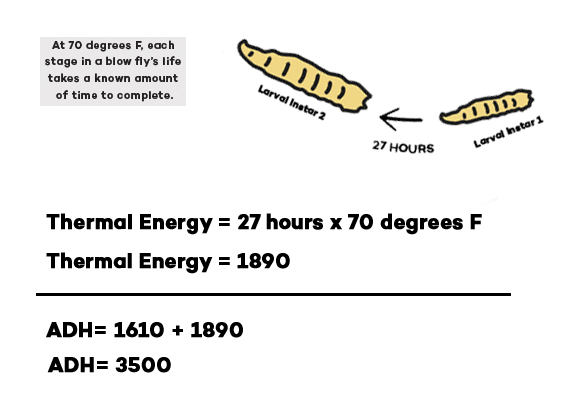 At 70 degrees F, each
stage in a blow fly's life
takes a known amount
of time to complete.
Larval Instar 2
27 HOURS
Larval Instar 1
Thermal Energy = 27 hours x 70 degrees F
Thermal Energy = 1890
ADH= 1610 + 1890
ADH= 3500